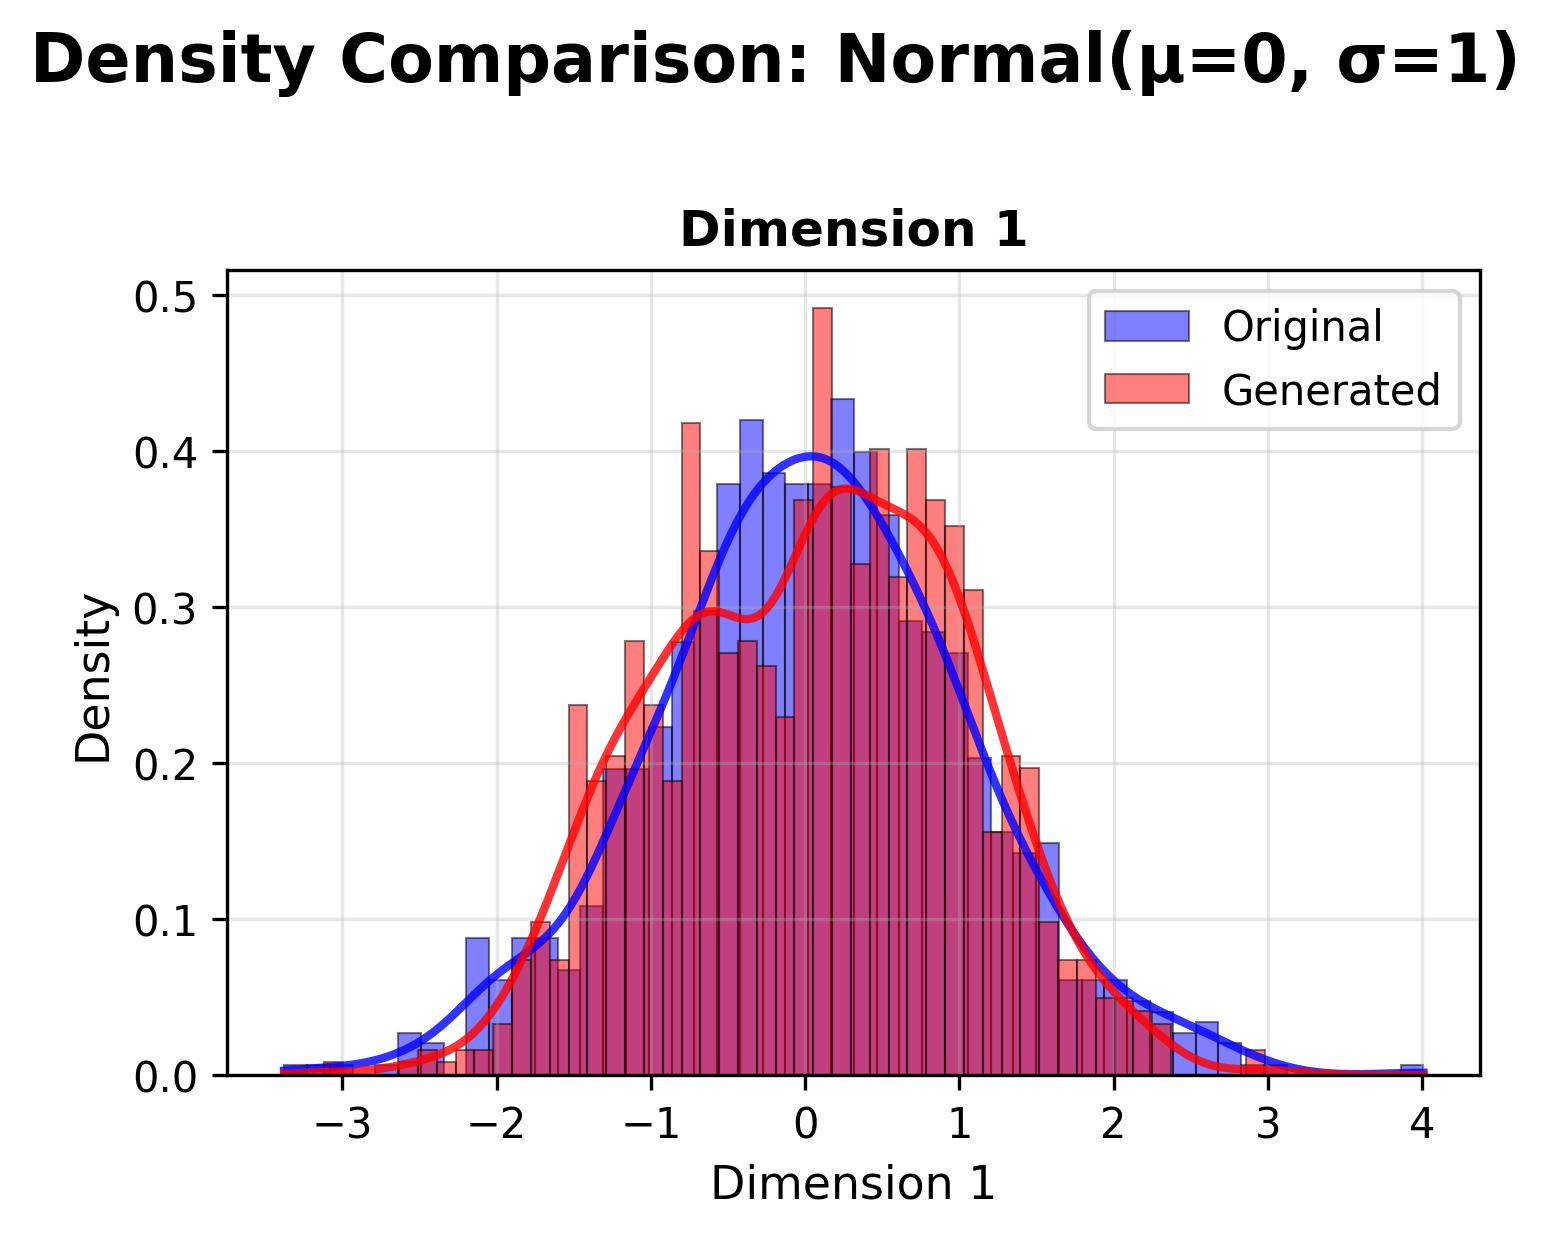 Density Comparison: Normal(μ=0, σ=1)
Dimension 1
Original
Generated
0.5
0.4
0.3
0.2
0.1
0.0
Density
−3
−2
−1
0
1
2
3
4
Dimension 1